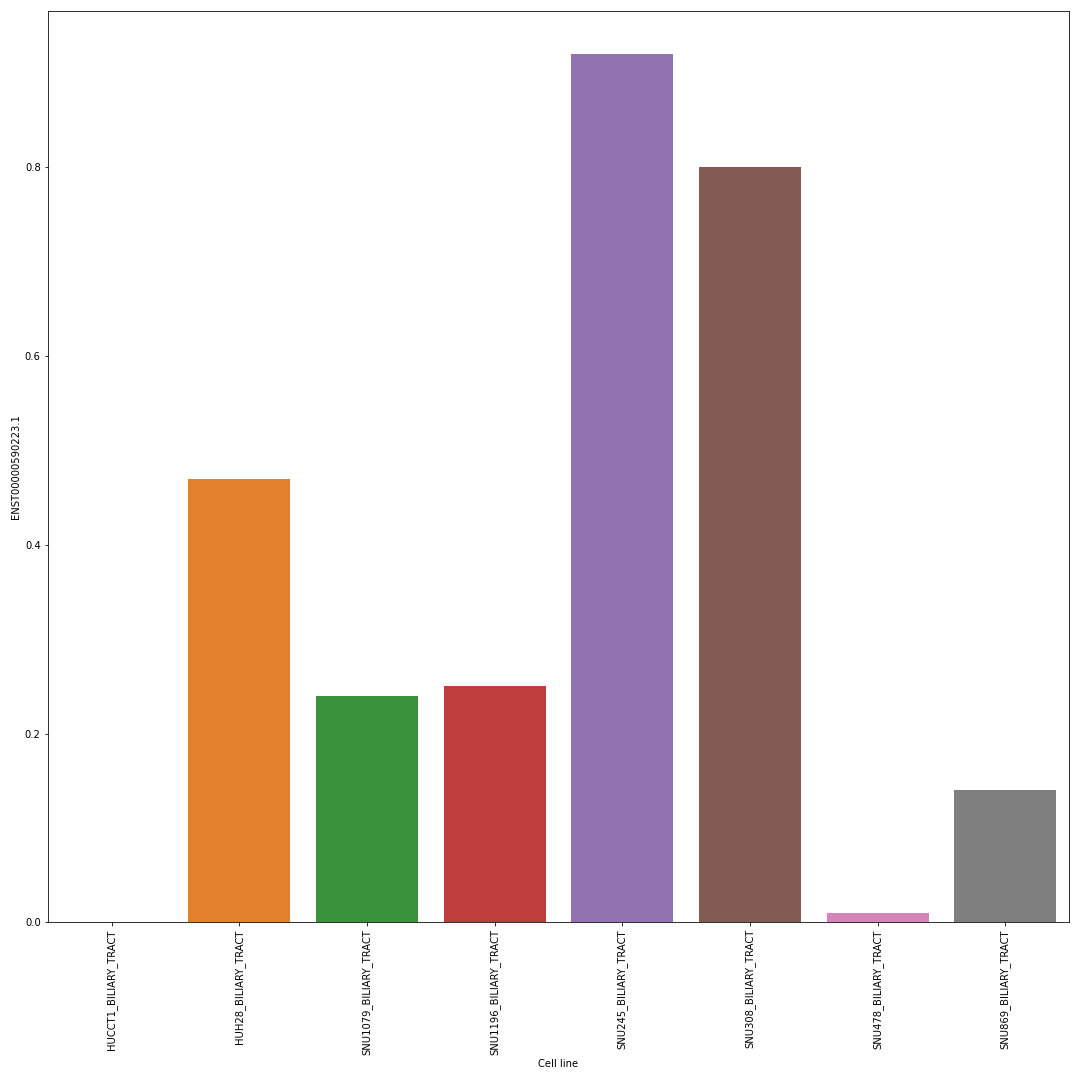 ENST00000590223.1
0.8
0.6
0.4
0.2
0.0
HUCCT1_BILIARY_TRACT
HUH28_BILIARY_TRACT
SNU1079_BILIARY_TRACT
SNU1196_BILIARY_TRACT
SNU245_BILIARY_TRACT
SNU308_BILIARY_TRACT
SNU478_BILIARY_TRACT
SNU869_BILIARY_TRACT
Cell line